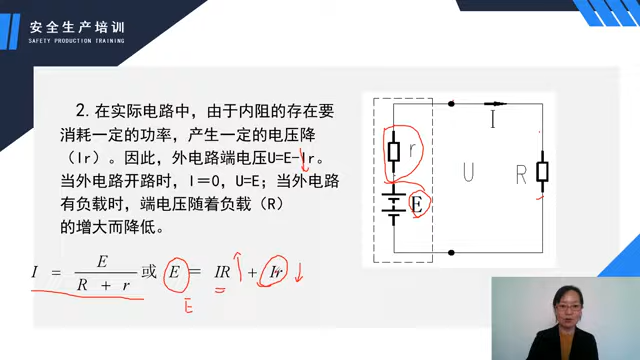 安全生产培训
SAFETY PRODUCTION TRAINING
2.在实际电路中，由于内阻的存在要
消耗一定的功率，产生一定的电压降
（Ir）。因此，外电路端电压U=E-Ir。
当外电路开路时，I＝0，U=E；当外电路
有负载时，端电压随着负载（R）
的增大而降低。
I = E / (R + r) 或 E = IR + Ir
E
I
r
U
R
E